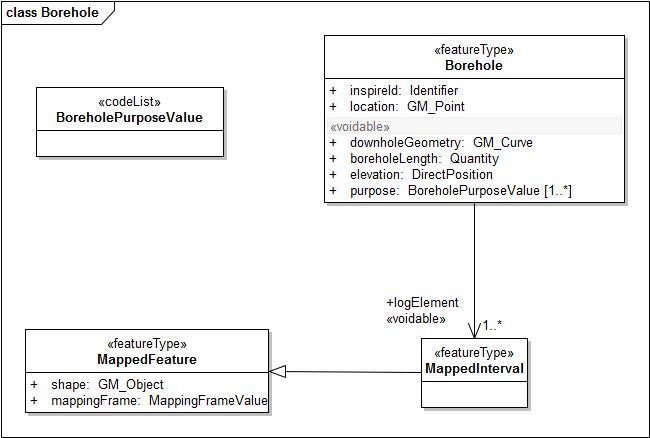 class Borehole
«featureType»
Borehole
+ inspireId: Identifier
+ location: GM_Point
«voidable»
+ downholeGeometry: GM_Curve
+ boreholeLength: Quantity
+ elevation: DirectPosition
+ purpose: BoreholePurposeValue [1..*]
«codeList»
BoreholePurposeValue
+logElement
«voidable»
1..*
«featureType»
MappedFeature
+ shape: GM_Object
+ mappingFrame: MappingFrameValue
«featureType»
MappedInterval